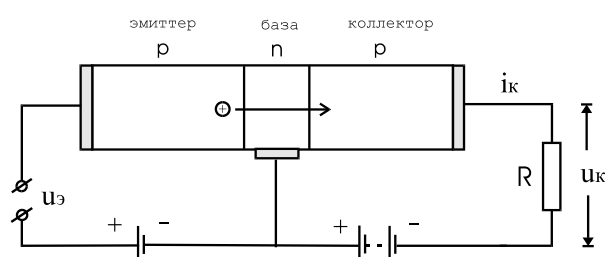 эмиттер база коллектор
p n p
iк
R uк
uэ
+ - + -